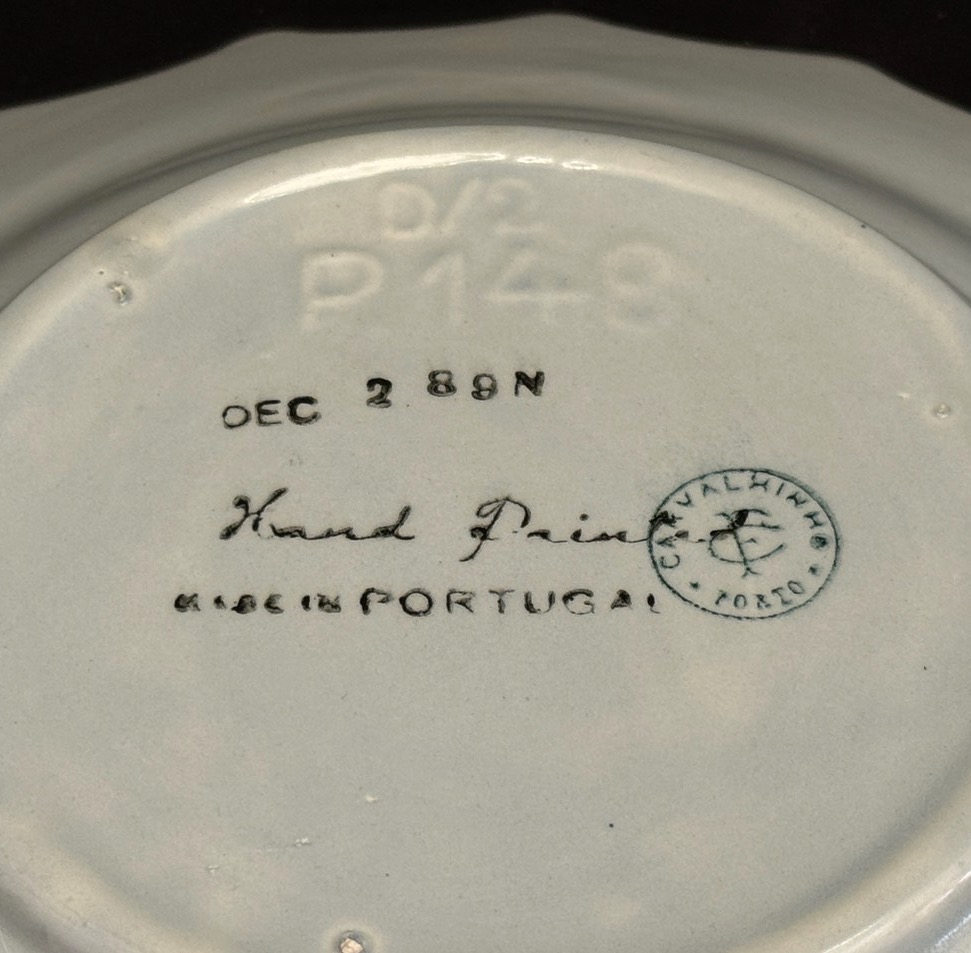 D/2
P.149
DEC 2 89N
Hand Painted
MADE IN PORTUGAL
CARVALHINHO
PORTO